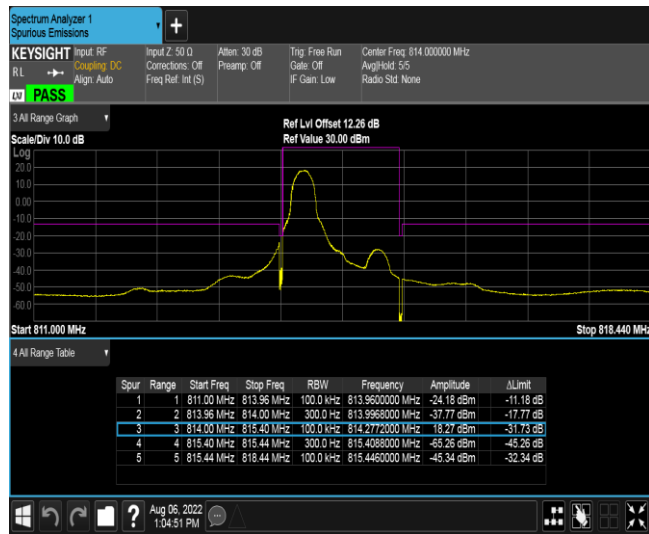 Spectrum Analyzer 1
Spurious Emissions
+
KEYSIGHT Input: RF Input Z: 50 Ω Atten: 30 dB Trig: Free Run Center Freq: 814.000000 MHz
RL Coupling: DC Corrections: Off Preamp: Off Gate: Off Avg|Hold: 5/5
Align: Auto Freq Ref: Int (S) IF Gain: Low Radio Std: None
LXI PASS
3 All Range Graph
Ref Lvl Offset 12.26 dB
Scale/Div 10.0 dB Ref Value 30.00 dBm
Log
20.0
10.0
0.00
-10.0
-20.0
-30.0
-40.0
-50.0
-60.0
Start 811.000 MHz Stop 818.440 MHz
4 All Range Table
Spur Range Start Freq Stop Freq RBW Frequency Amplitude ΔLimit
1 1 811.00 MHz 813.96 MHz 100.0 kHz 813.9600000 MHz -24.18 dBm -11.18 dB
2 2 813.96 MHz 814.00 MHz 300.0 Hz 813.9968000 MHz -37.77 dBm -17.77 dB
3 3 814.00 MHz 815.40 MHz 100.0 kHz 814.2772000 MHz 18.27 dBm -31.73 dB
4 4 815.40 MHz 815.44 MHz 300.0 Hz 815.4088000 MHz -65.26 dBm -45.26 dB
5 5 815.44 MHz 818.44 MHz 100.0 kHz 815.4460000 MHz -45.34 dBm -32.34 dB
? Aug 06, 2022
1:04:51 PM